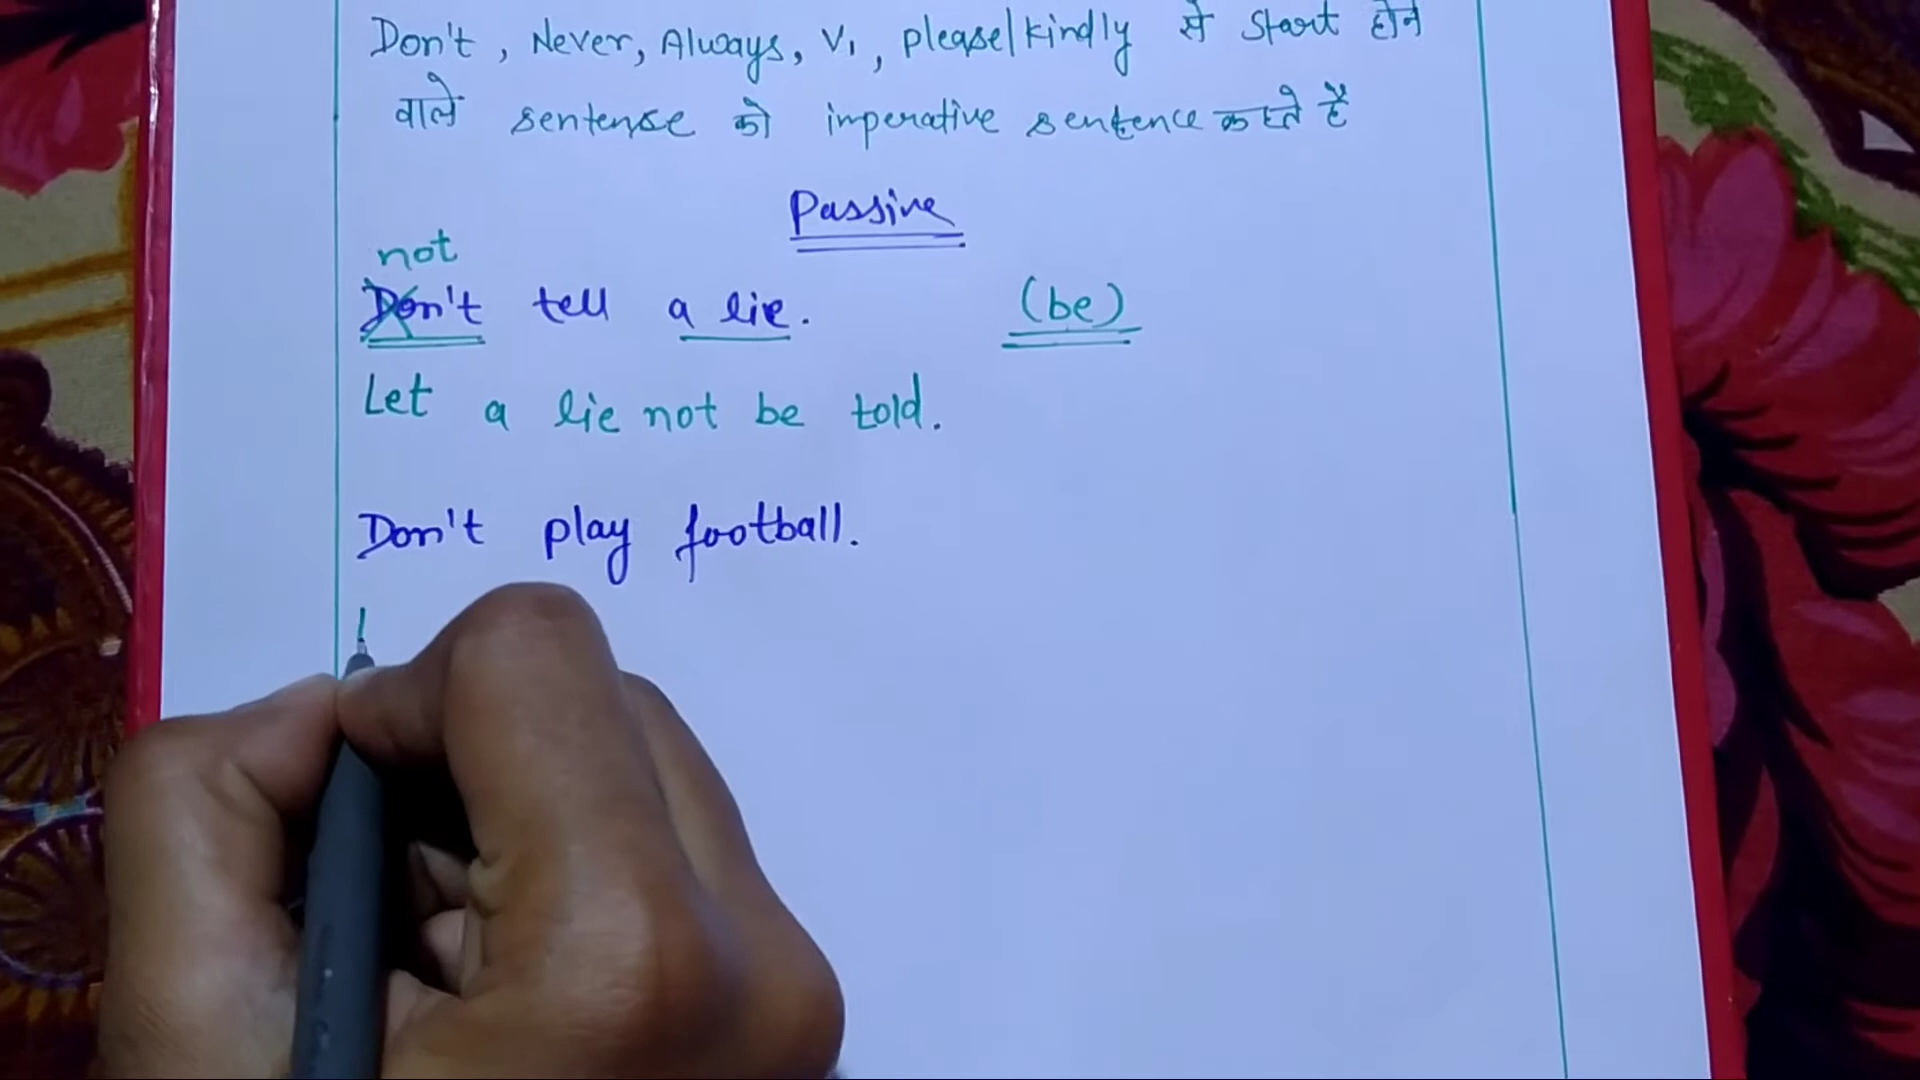 Don't, Never, Always, V₁, please/kindly से start होने
वाले sentense को imperative sentence कहते हैं
Passive
not
Don't tell a lie. (be)
Let a lie not be told.
Don't play football.